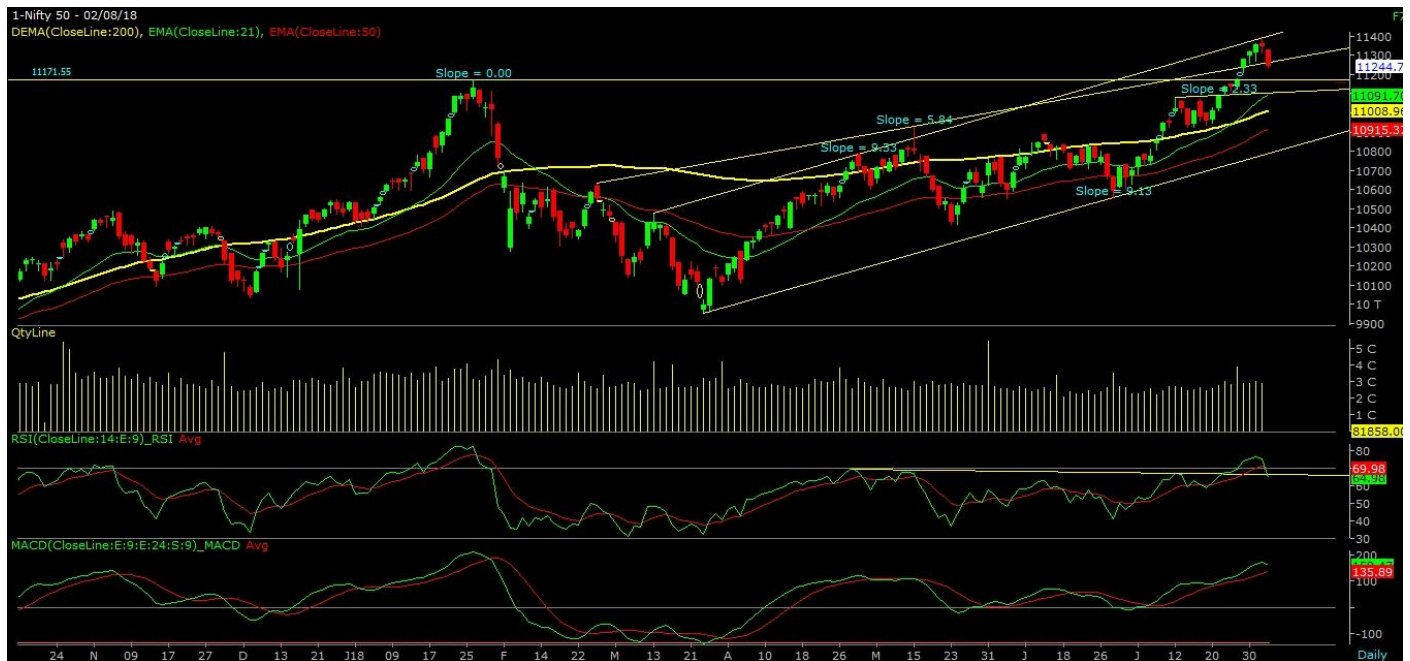 1-Nifty 50 - 02/08/18
DEMA(CloseLine:200), EMA(CloseLine:21), EMA(CloseLine:50)
11171.55
Slope = 0.00
Slope = 9.33
Slope = 5.84
Slope = 9.13
Slope = 2.33
11400
11300
11244.7
11200
11091.70
11008.96
10915.37
10800
10700
10600
10500
10400
10300
10200
10100
10 T
9900
QtyLine
5 C
4 C
3 C
2 C
1 C
81858.00
RSI(CloseLine:14:E:9)_RSI Avg
80
69.98
64.98
60
50
40
30
MACD(CloseLine:E:9:E:24:S:9)_MACD Avg
200
135.89
100
-100
24 N 09 17 27 D 13 21 J18 09 17 25 F 14 22 M 13 21 A 10 18 26 M 15 23 31 J 18 26 J 12 20 30 Daily